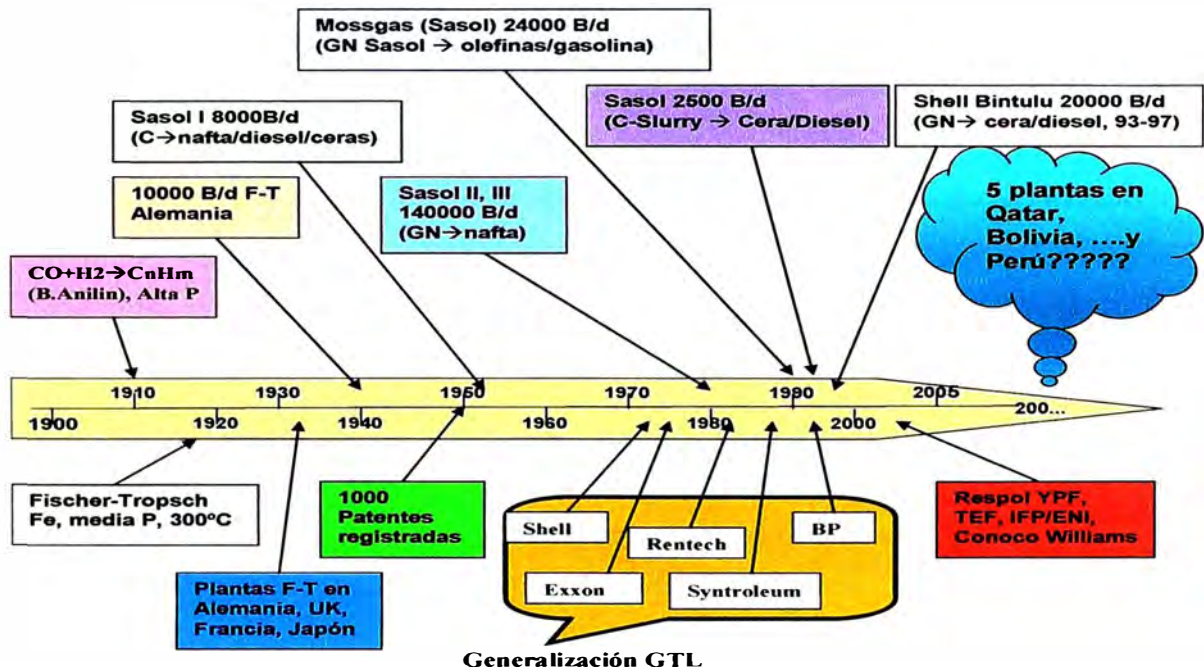 Mossgas (Sasol) 24000 B/d
(GN Sasol → olefinas/gasolina)
Sasol I 8000B/d
(C→nafta/diesel/ceras)
Sasol 2500 B/d
(C-Slurry → Cera/Diesel)
Shell Bintulu 20000 B/d
(GN→ cera/diesel, 93-97)
10000 B/d F-T
Alemania
Sasol II, III
140000 B/d
(GN→nafta)
5 plantas en
Qatar,
Bolivia, ....y
Perú?????
CO+H2→CnHm
(B.Anilin), Alta P
1910
1930
1950
1970
1990
2005
1900
1920
1940
1960
1980
2000
200...
Fischer-Tropsch
Fe, media P, 300ºC
1000
Patentes
registradas
Shell
Rentech
BP
Exxon
Syntroleum
Respol YPF,
TEF, IFP/ENI,
Conoco Williams
Plantas F-T en
Alemania, UK,
Francia, Japón
Generalización GTL